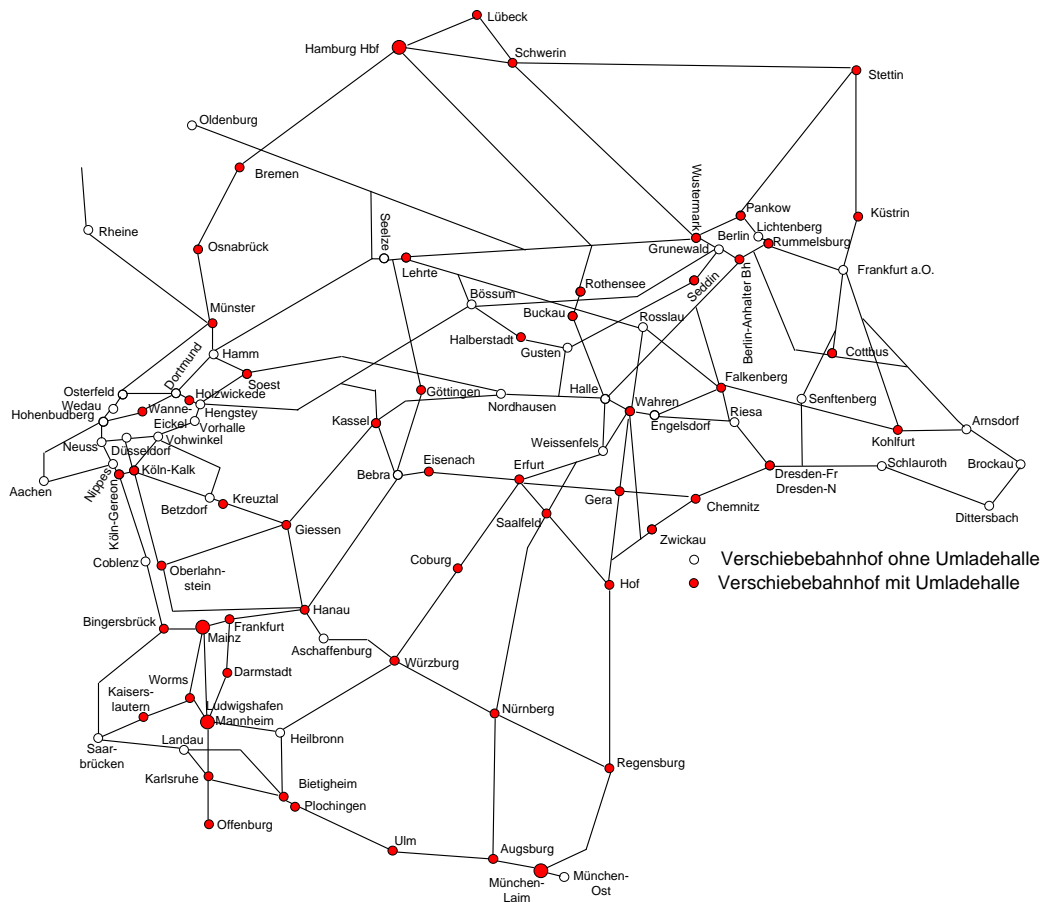 Lübeck
Hamburg Hbf
Schwerin
Stettin
Oldenburg
Bremen
Wustermark
Pankow
Küstrin
Lichtenberg
Rheine
Seelze
Berlin
Rummelsburg
Osnabrück
Grunewald
Lehrte
Frankfurt a.O.
Rothensee
Seddin
Berlin-Anhalter Bh
Bössum
Münster
Buckau
Rosslau
Halberstadt
Gusten
Dortmund
Hamm
Cottbus
Soest
Osterfeld
Holzwickede
Göttingen
Halle
Falkenberg
Wedau
Nordhausen
Wahren
Senftenberg
Hohenbudberg
Wanne-
Eickel
Hengstey
Vorhalle
Kassel
Engelsdorf
Riesa
Arnsdorf
Kohlfurt
Neuss
Düsseldorf
Vohwinkel
Weissenfels
Köln-Kalk
Nippes
Bebra
Eisenach
Erfurt
Dresden-Fr
Dresden-N
Schlauroth
Brockau
Aachen
Köln-Gereon
Betzdorf
Kreuztal
Gera
Chemnitz
Dittersbach
Giessen
Saalfeld
Zwickau
Verschiebebahnhof ohne Umladehalle
Coblenz
Oberlahn-
stein
Coburg
Hof
Verschiebebahnhof mit Umladehalle
Bingersbrück
Mainz
Frankfurt
Hanau
Aschaffenburg
Würzburg
Darmstadt
Worms
Kaisers-
lautern
Ludwigshafen
Mannheim
Nürnberg
Saar-
brücken
Landau
Heilbronn
Regensburg
Karlsruhe
Bietigheim
Plochingen
Offenburg
Ulm
Augsburg
München-
Laim
München-
Ost